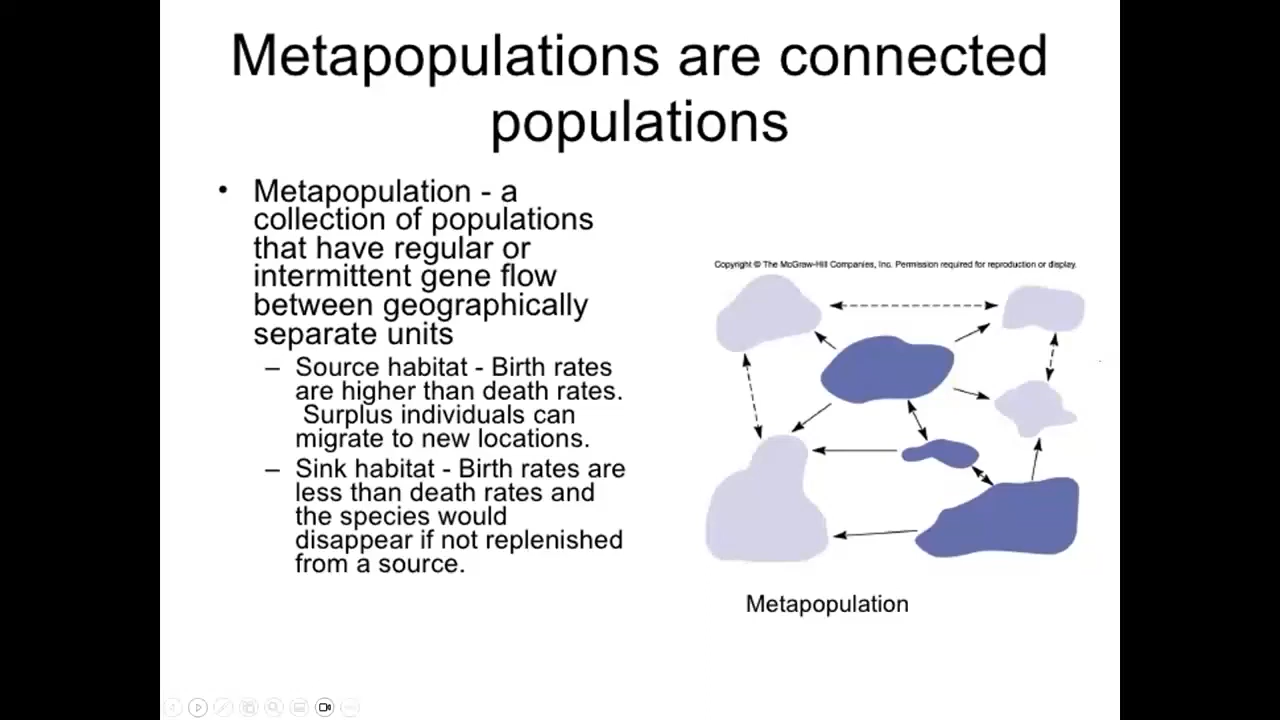 Metapopulations are connected
populations
• Metapopulation - a
collection of populations
that have regular or
intermittent gene flow
between geographically
separate units
– Source habitat - Birth rates
are higher than death rates.
Surplus individuals can
migrate to new locations.
– Sink habitat - Birth rates are
less than death rates and
the species would
disappear if not replenished
from a source.
Copyright © The McGraw-Hill Companies, Inc. Permission required for reproduction or display.
Metapopulation